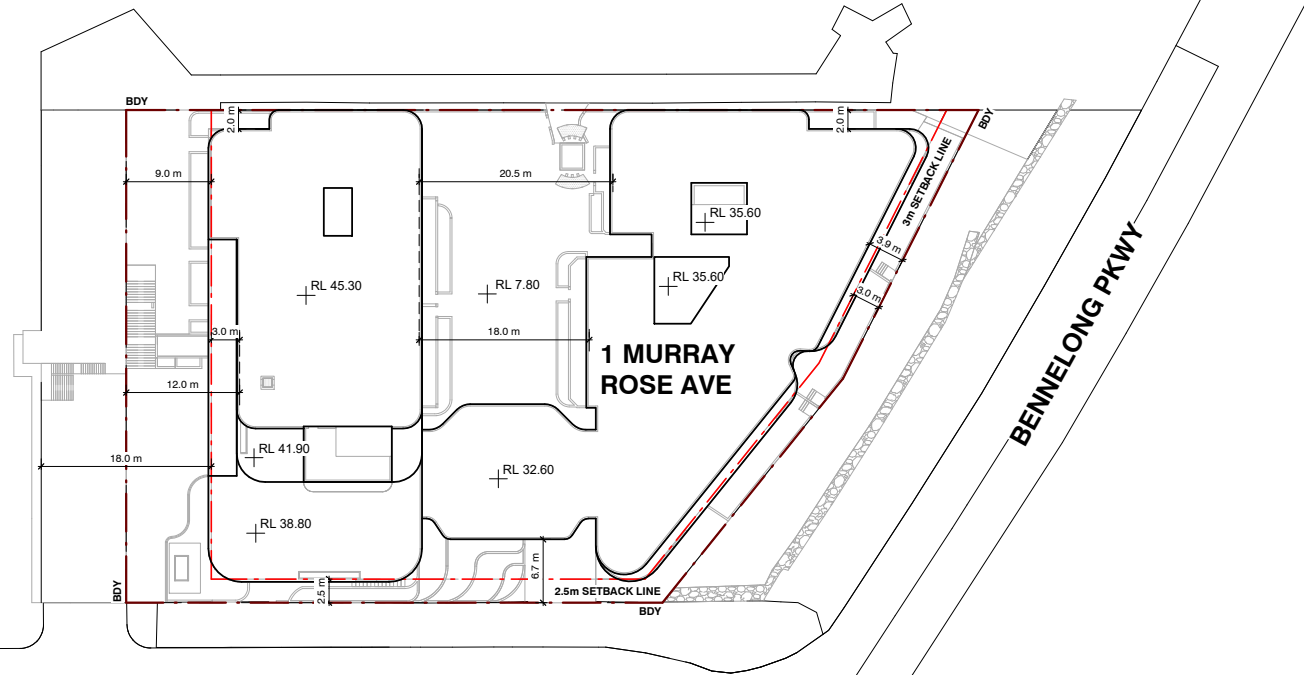 BDY
2.0 m
2.0 m
BDY
3m SETBACK LINE
9.0 m
20.5 m
RL 35.60
3.9 m
RL 45.30
RL 7.80
RL 35.60
3.0 m
3.0 m
18.0 m
1 MURRAY
ROSE AVE
BENNELONG PKWY
12.0 m
RL 41.90
18.0 m
RL 32.60
RL 38.80
6.7 m
BDY
2.5 m
2.5m SETBACK LINE
BDY